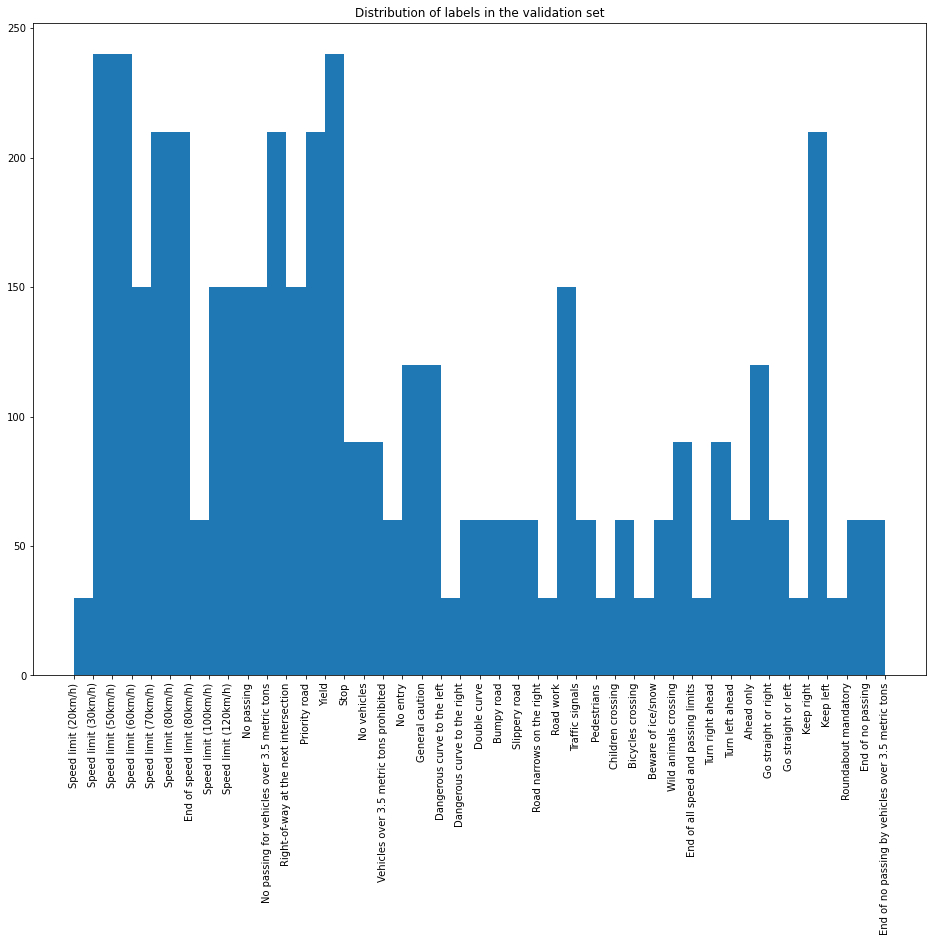 Distribution of labels in the validation set
250
200
150
100
50
0
Speed limit (20km/h)
Speed limit (30km/h)
Speed limit (50km/h)
Speed limit (60km/h)
Speed limit (70km/h)
Speed limit (80km/h)
End of speed limit (80km/h)
Speed limit (100km/h)
Speed limit (120km/h)
No passing
No passing for vehicles over 3.5 metric tons
Right-of-way at the next intersection
Priority road
Yield
Stop
No vehicles
Vehicles over 3.5 metric tons prohibited
No entry
General caution
Dangerous curve to the left
Dangerous curve to the right
Double curve
Bumpy road
Slippery road
Road narrows on the right
Road work
Traffic signals
Pedestrians
Children crossing
Bicycles crossing
Beware of ice/snow
Wild animals crossing
End of all speed and passing limits
Turn right ahead
Turn left ahead
Ahead only
Go straight or right
Go straight or left
Keep right
Keep left
Roundabout mandatory
End of no passing
End of no passing by vehicles over 3.5 metric tons